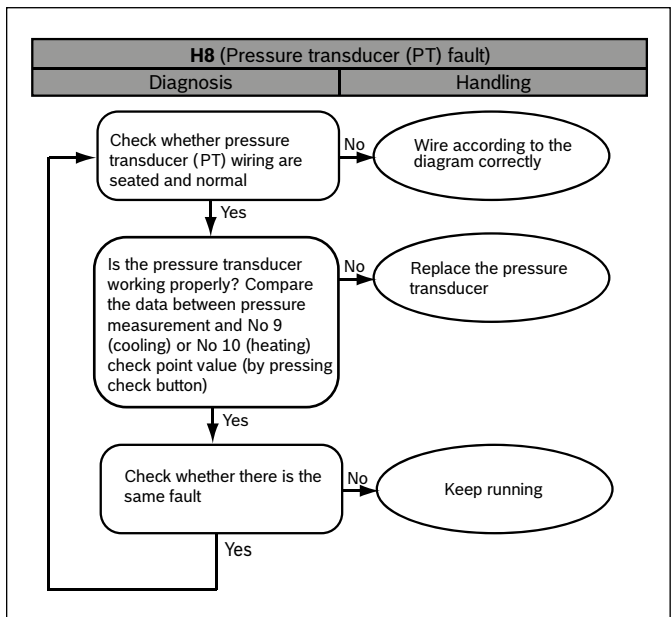 H8 (Pressure transducer (PT) fault)
Diagnosis
Handling
Check whether pressure
transducer (PT) wiring are
seated and normal
No
Wire according to the
diagram correctly
Yes
Is the pressure transducer
working properly? Compare
the data between pressure
measurement and No 9
(cooling) or No 10 (heating)
check point value (by pressing
check button)
No
Replace the pressure
transducer
Yes
Check whether there is the
same fault
No
Keep running
Yes